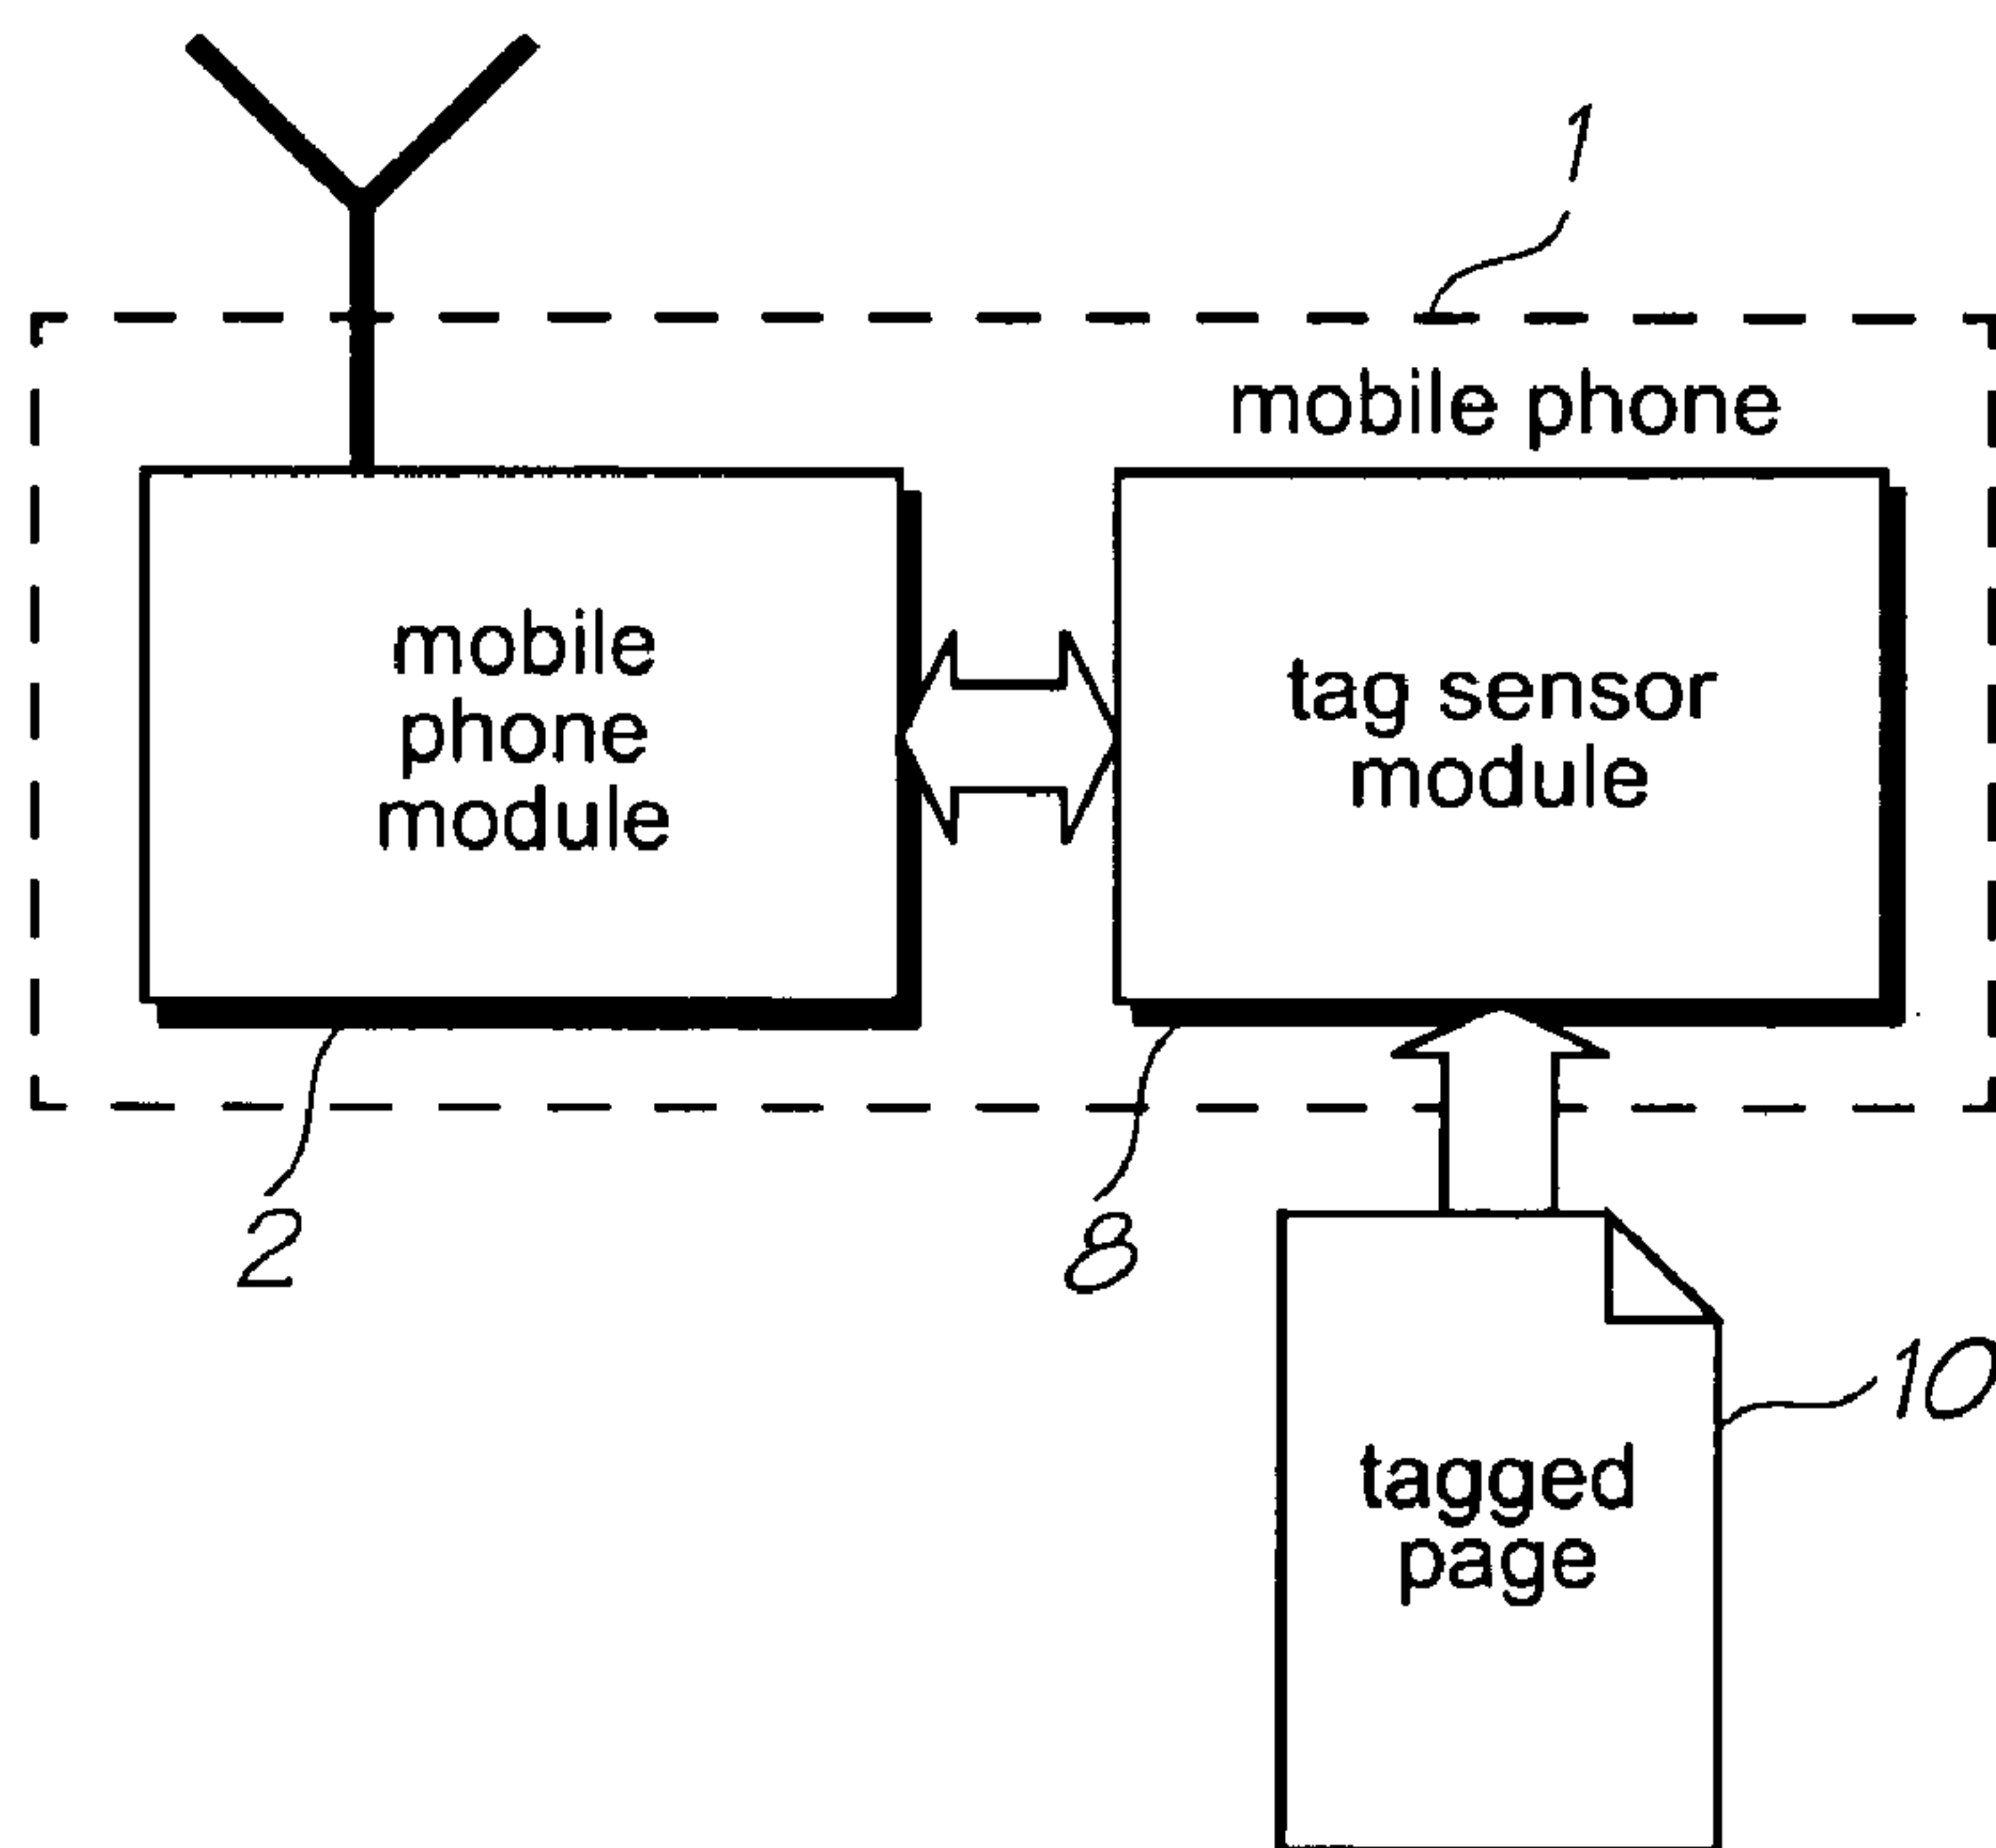 1
mobile phone
mobile
phone
module
tag sensor
module
2
8
10
tagged
page